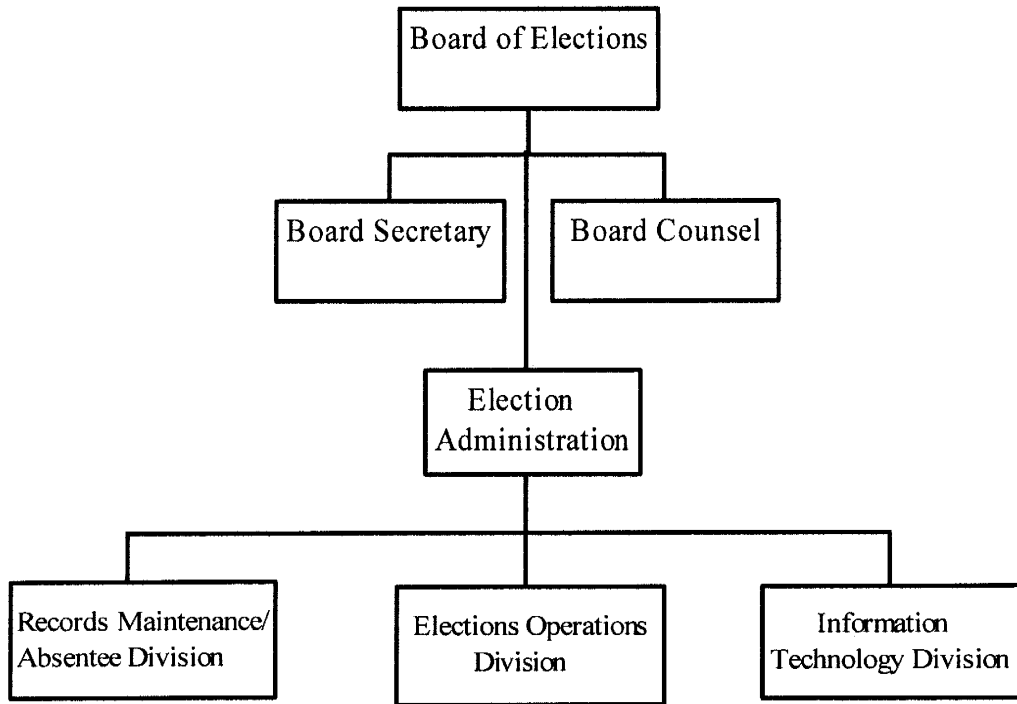 Board of Elections
Board Secretary
Board Counsel
Election
Administration
Records Maintenance/
Absentee Division
Elections Operations
Division
Information
Technology Division